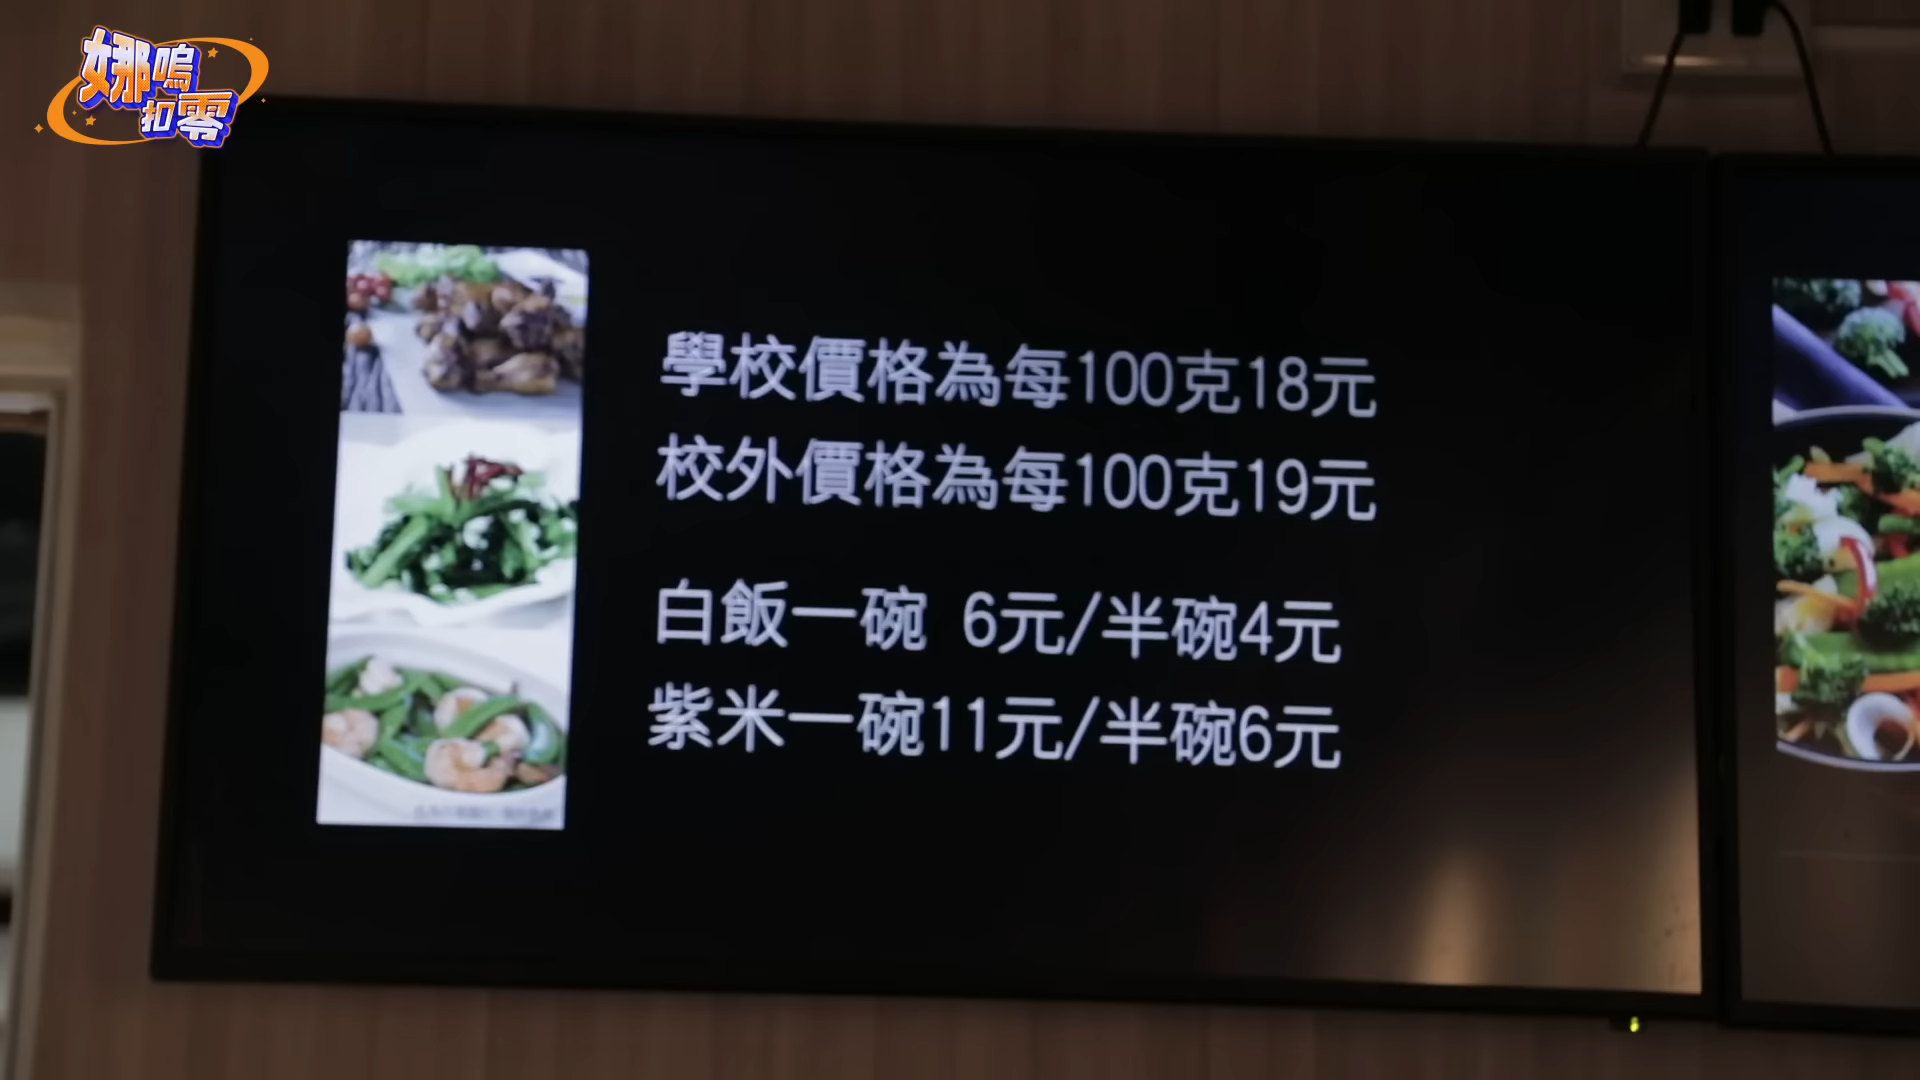 娜嗚
扣零
學校價格為每100克18元
校外價格為每100克19元
白飯一碗 6元/半碗4元
紫米一碗11元/半碗6元